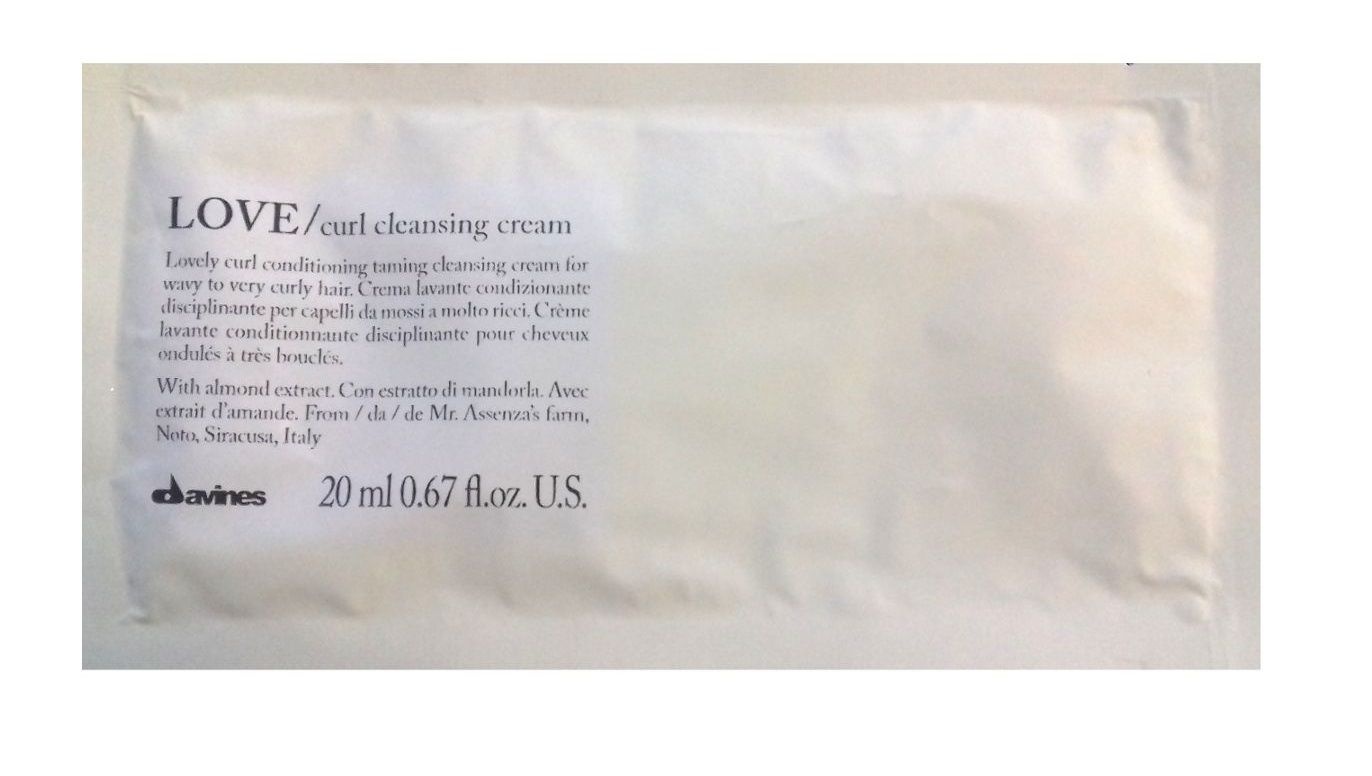 LOVE/curl cleansing cream
Lovely curl conditioning taming cleansing cream for
wavy to very curly hair. Crema lavante condizionante
disciplinante per capelli da mossi a molto ricci. Crème
lavante conditionnante disciplinante pour cheveux
ondulés à très bouclés.
With almond extract. Con estratto di mandorla. Avec
extrait d'amande. From / da / de Mr. Assenza's farm,
Noto, Siracusa, Italy
davines 20 ml 0.67 fl.oz. U.S.